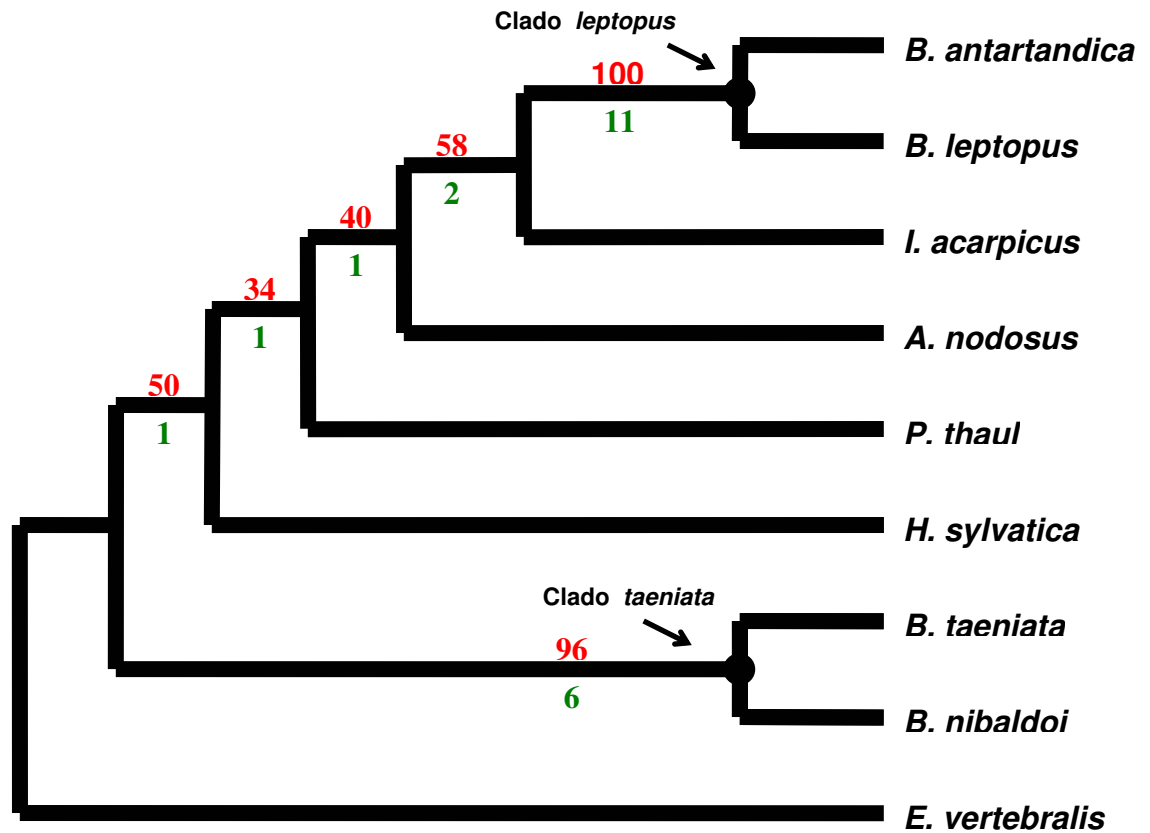 Clado leptopus
B. antartandica
100
11
B. leptopus
58
2
I. acarpicus
40
1
A. nodosus
34
1
P. thaul
50
1
H. sylvatica
Clado taeniata
B. taeniata
96
6
B. nibaldoi
E. vertebralis